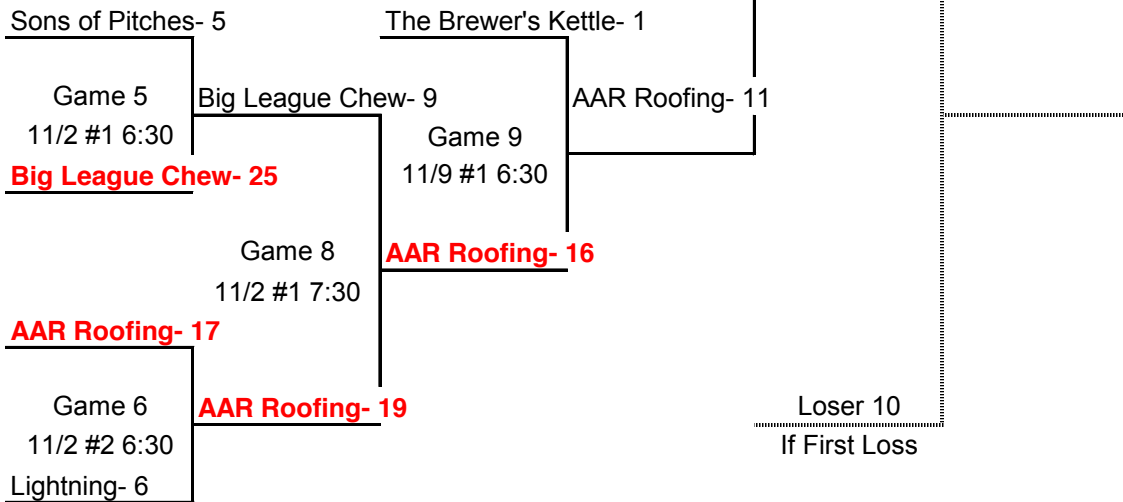 Sons of Pitches- 5
The Brewer's Kettle- 1
Game 5
Big League Chew- 9
AAR Roofing- 11
11/2 #1 6:30
Game 9
Big League Chew- 25
11/9 #1 6:30
Game 8
AAR Roofing- 16
11/2 #1 7:30
AAR Roofing- 17
Game 6
AAR Roofing- 19
Loser 10
11/2 #2 6:30
If First Loss
Lightning- 6